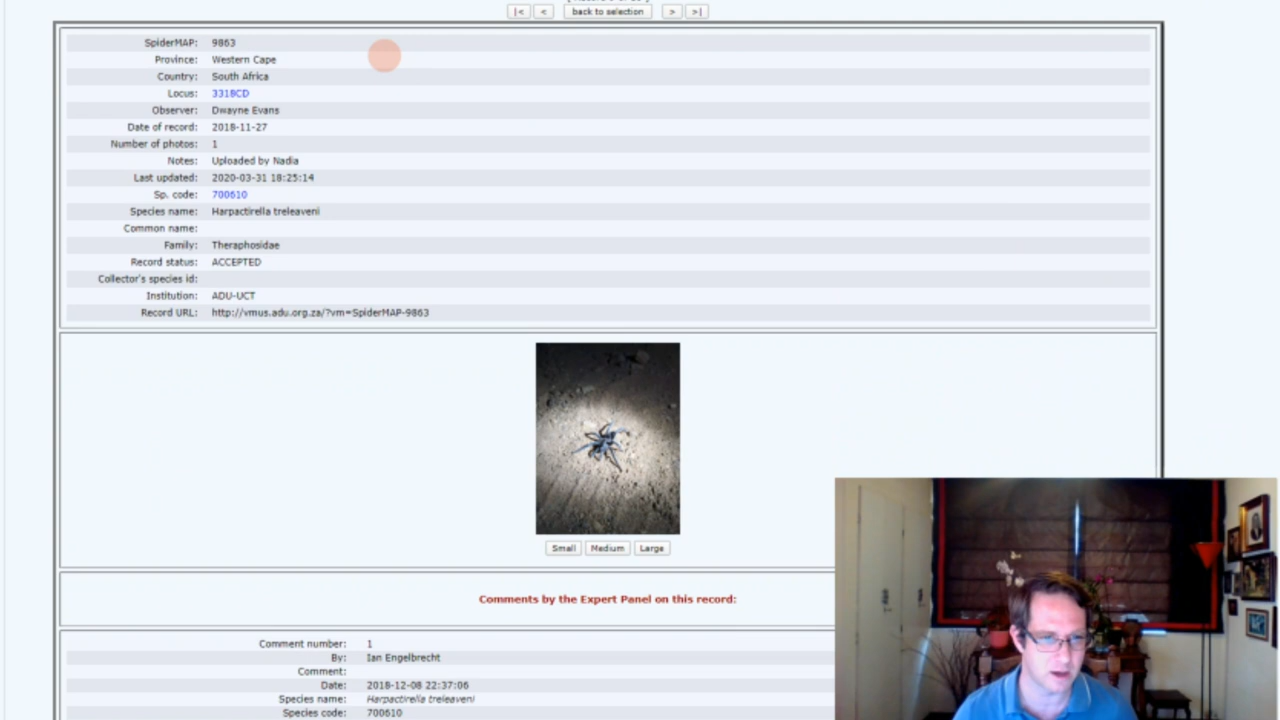 |< < back to selection > >|
SpiderMAP: 9863
Province: Western Cape
Country: South Africa
Locus: 3318CD
Observer: Dwayne Evans
Date of record: 2018-11-27
Number of photos: 1
Notes: Uploaded by Nadia
Last updated: 2020-03-31 18:25:14
Sp. code: 700610
Species name: Harpactirella treleaveni
Common name:
Family: Theraphosidae
Record status: ACCEPTED
Collector's species id:
Institution: ADU-UCT
Record URL: http://vmus.adu.org.za/?vm=SpiderMAP-9863
Small Medium Large
Comments by the Expert Panel on this record:
Comment number: 1
By: Ian Engelbrecht
Comment:
Date: 2018-12-08 22:37:06
Species name: Harpactirella treleaveni
Species code: 700610